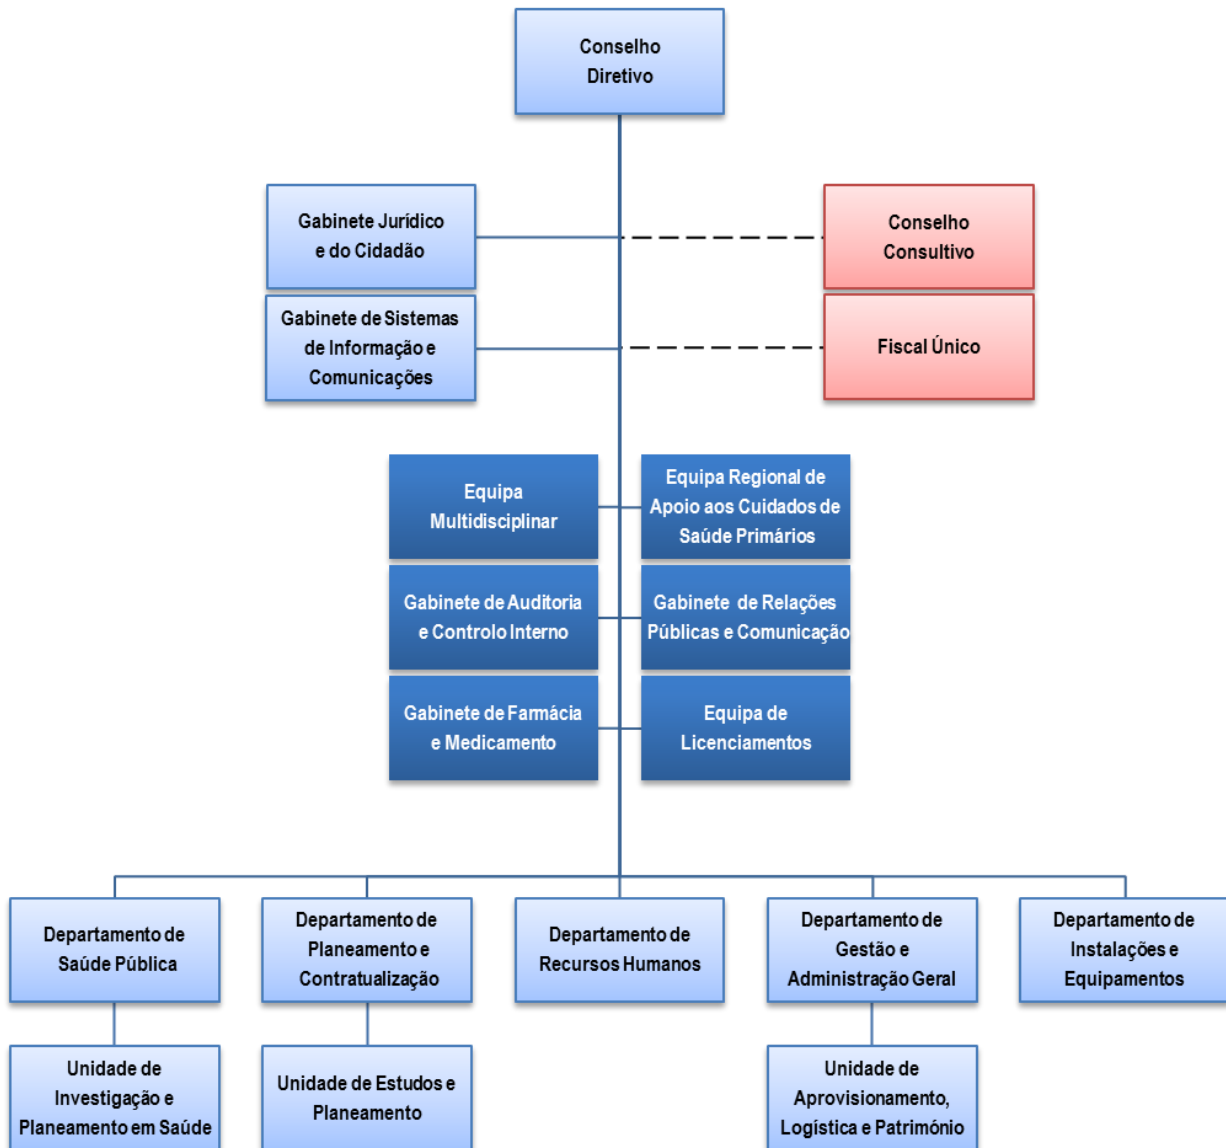 Conselho
Diretivo
Gabinete Jurídico
e do Cidadão
Conselho
Consultivo
Gabinete de Sistemas
de Informação e
Comunicações
Fiscal Único
Equipa
Multidisciplinar
Equipa Regional de
Apoio aos Cuidados de
Saúde Primários
Gabinete de Auditoria
e Controlo Interno
Gabinete de Relações
Públicas e Comunicação
Gabinete de Farmácia
e Medicamento
Equipa de
Licenciamentos
Departamento de
Saúde Pública
Departamento de
Planeamento e
Contratualização
Departamento de
Recursos Humanos
Departamento de
Gestão e
Administração Geral
Departamento de
Instalações e
Equipamentos
Unidade de
Investigação e
Planeamento em Saúde
Unidade de Estudos e
Planeamento
Unidade de
Aprovisionamento,
Logística e Património